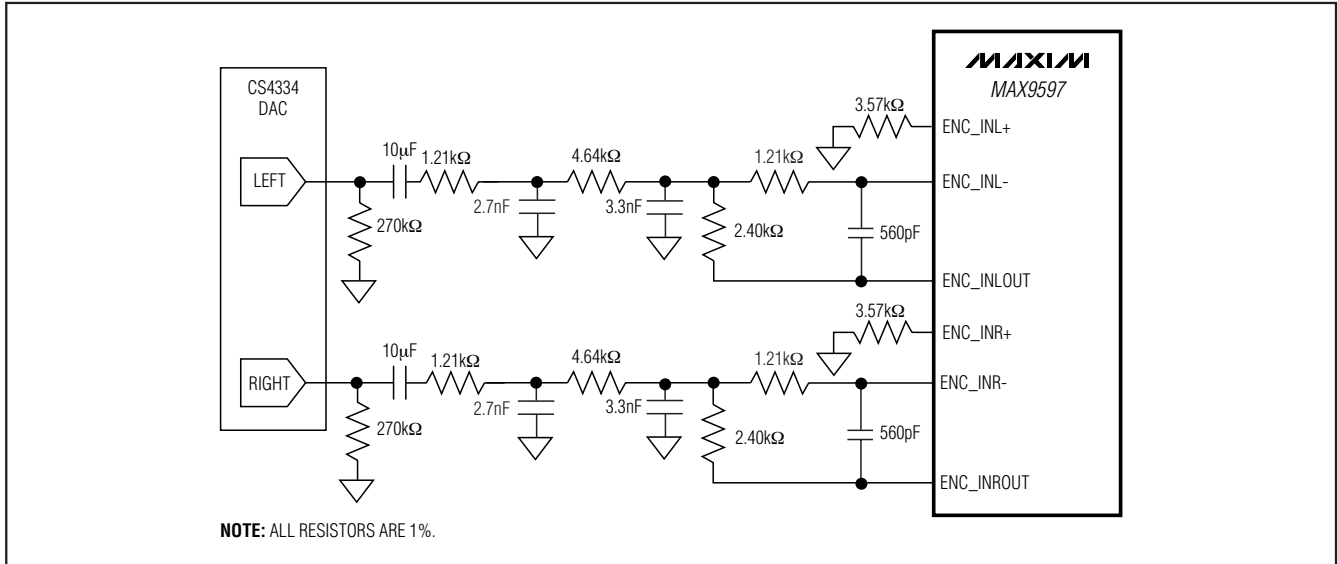 MAXIM
MAX9597
CS4334
DAC
3.57kΩ
ENC_INL+
10µF
1.21kΩ
4.64kΩ
1.21kΩ
LEFT
ENC_INL-
2.7nF
3.3nF
270kΩ
2.40kΩ
560pF
ENC_INLOUT
3.57kΩ
ENC_INR+
10µF
1.21kΩ
4.64kΩ
1.21kΩ
RIGHT
ENC_INR-
2.7nF
3.3nF
270kΩ
2.40kΩ
560pF
ENC_INROUT
NOTE: ALL RESISTORS ARE 1%.